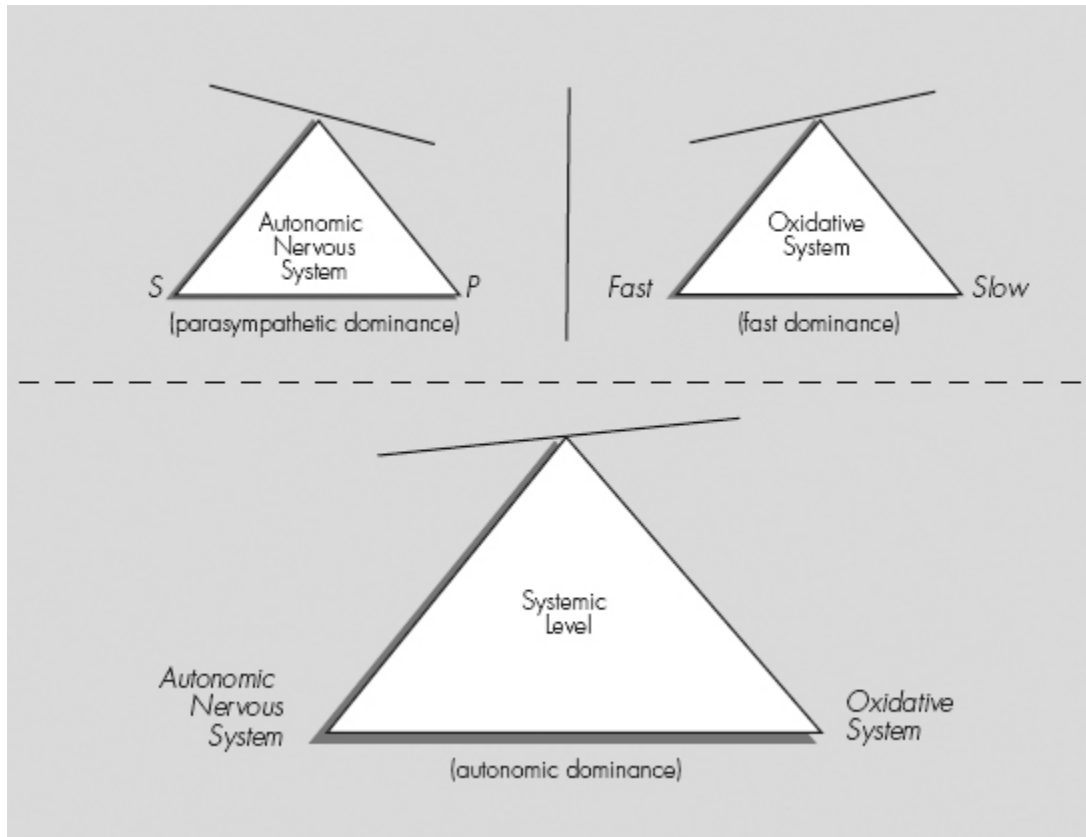 Autonomic
Nervous
System
S
P
(parasympathetic dominance)
Oxidative
System
Fast
Slow
(fast dominance)
Systemic
Level
Autonomic
Nervous
System
Oxidative
System
(autonomic dominance)